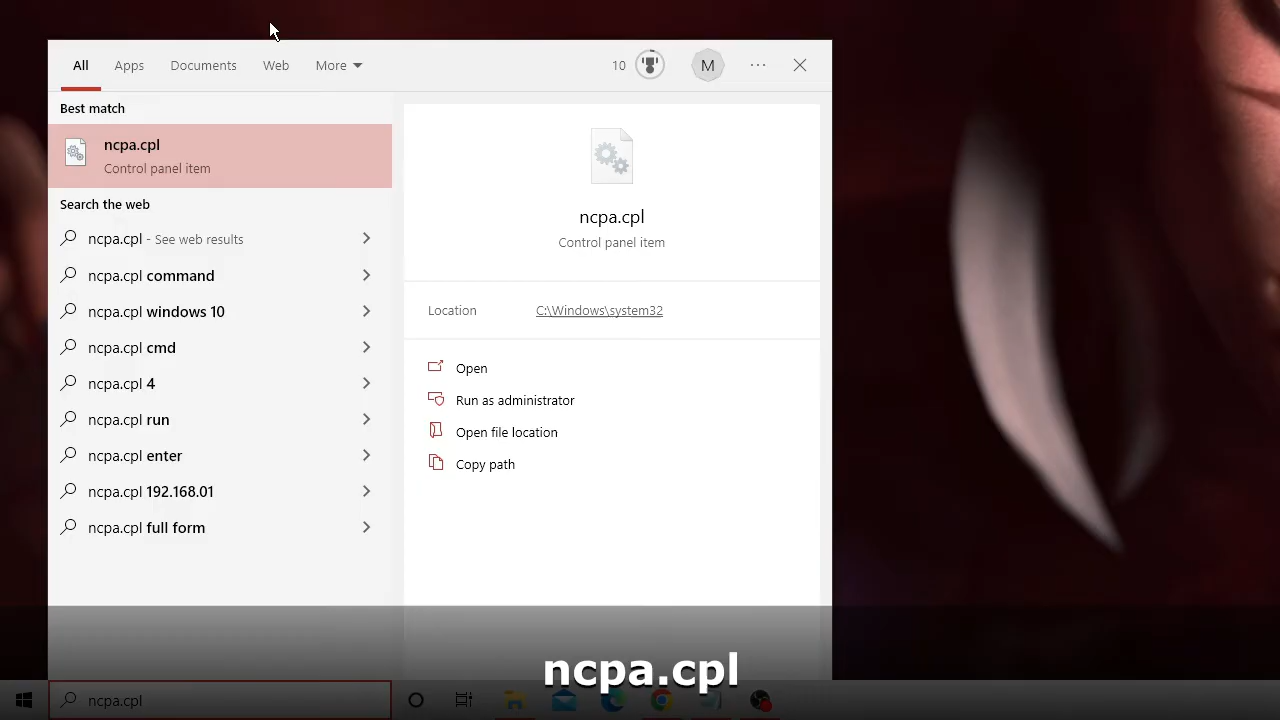 All Apps Documents Web More 10 M ...
Best match
ncpa.cpl
Control panel item
Search the web
ncpa.cpl - See web results
ncpa.cpl command
ncpa.cpl windows 10
ncpa.cpl cmd
ncpa.cpl 4
ncpa.cpl run
ncpa.cpl enter
ncpa.cpl 192.168.01
ncpa.cpl full form
ncpa.cpl
Control panel item
Location C:\Windows\system32
Open
Run as administrator
Open file location
Copy path
ncpa.cpl
ncpa.cpl